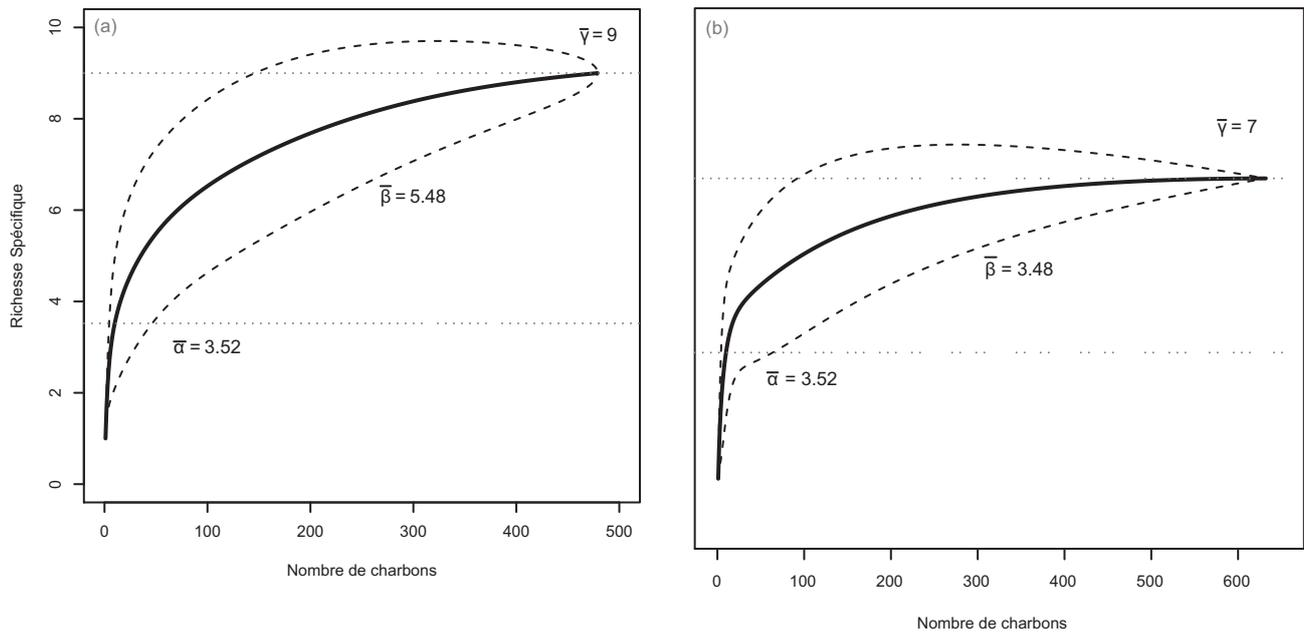 (a)
γ̅ = 9
β̅ = 5.48
α̅ = 3.52
Richesse Spécifique
0 2 4 6 8 10
0 100 200 300 400 500
Nombre de charbons
(b)
γ̅ = 7
β̅ = 3.48
α̅ = 3.52
0 100 200 300 400 500 600
Nombre de charbons